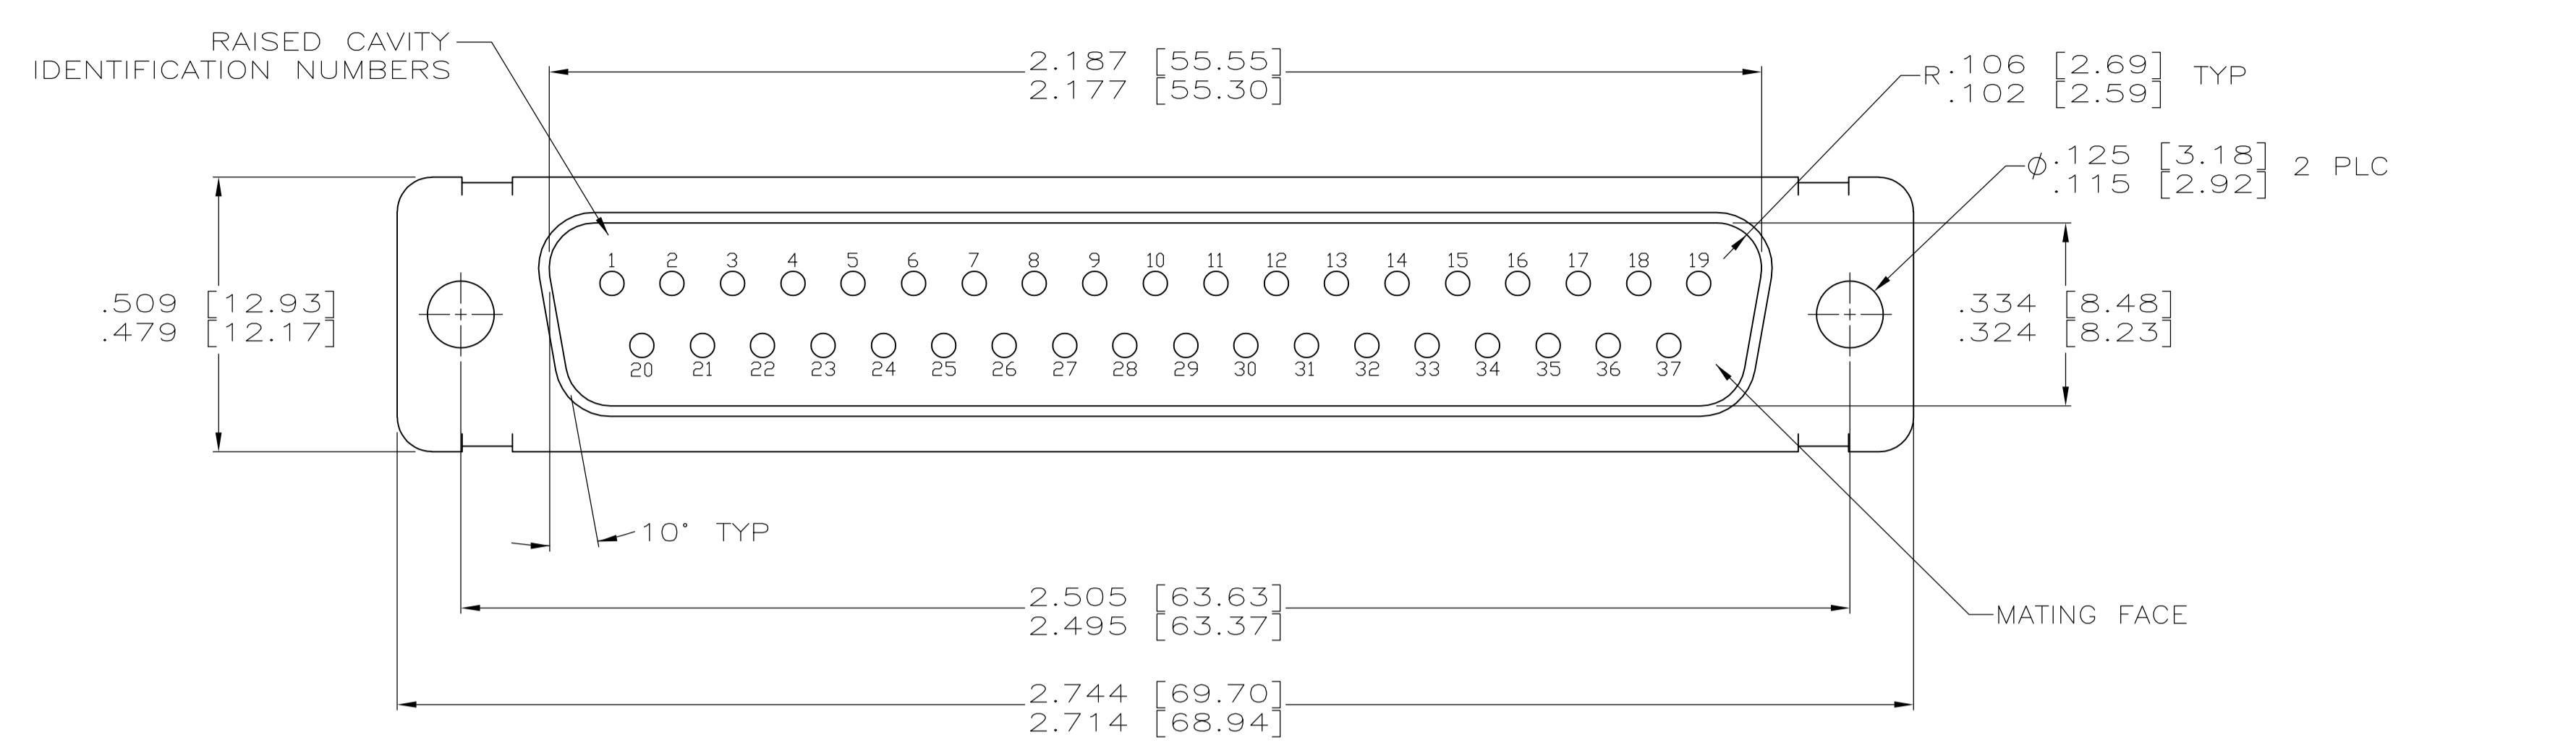 RAISED CAVITY
IDENTIFICATION NUMBERS
2.187 [55.55]
2.177 [55.30]
R .106 [2.69] TYP
.102 [2.59]
Ø .125 [3.18] 2 PLC
.115 [2.92]
1 2 3 4 5 6 7 8 9 10 11 12 13 14 15 16 17 18 19
.509 [12.93]
.479 [12.17]
.334 [8.48]
.324 [8.23]
20 21 22 23 24 25 26 27 28 29 30 31 32 33 34 35 36 37
10° TYP
2.505 [63.63]
2.495 [63.37]
MATING FACE
2.744 [69.70]
2.714 [68.94]